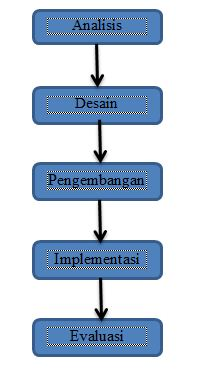 Analisis
Desain
Pengembangan
Implementasi
Evaluasi